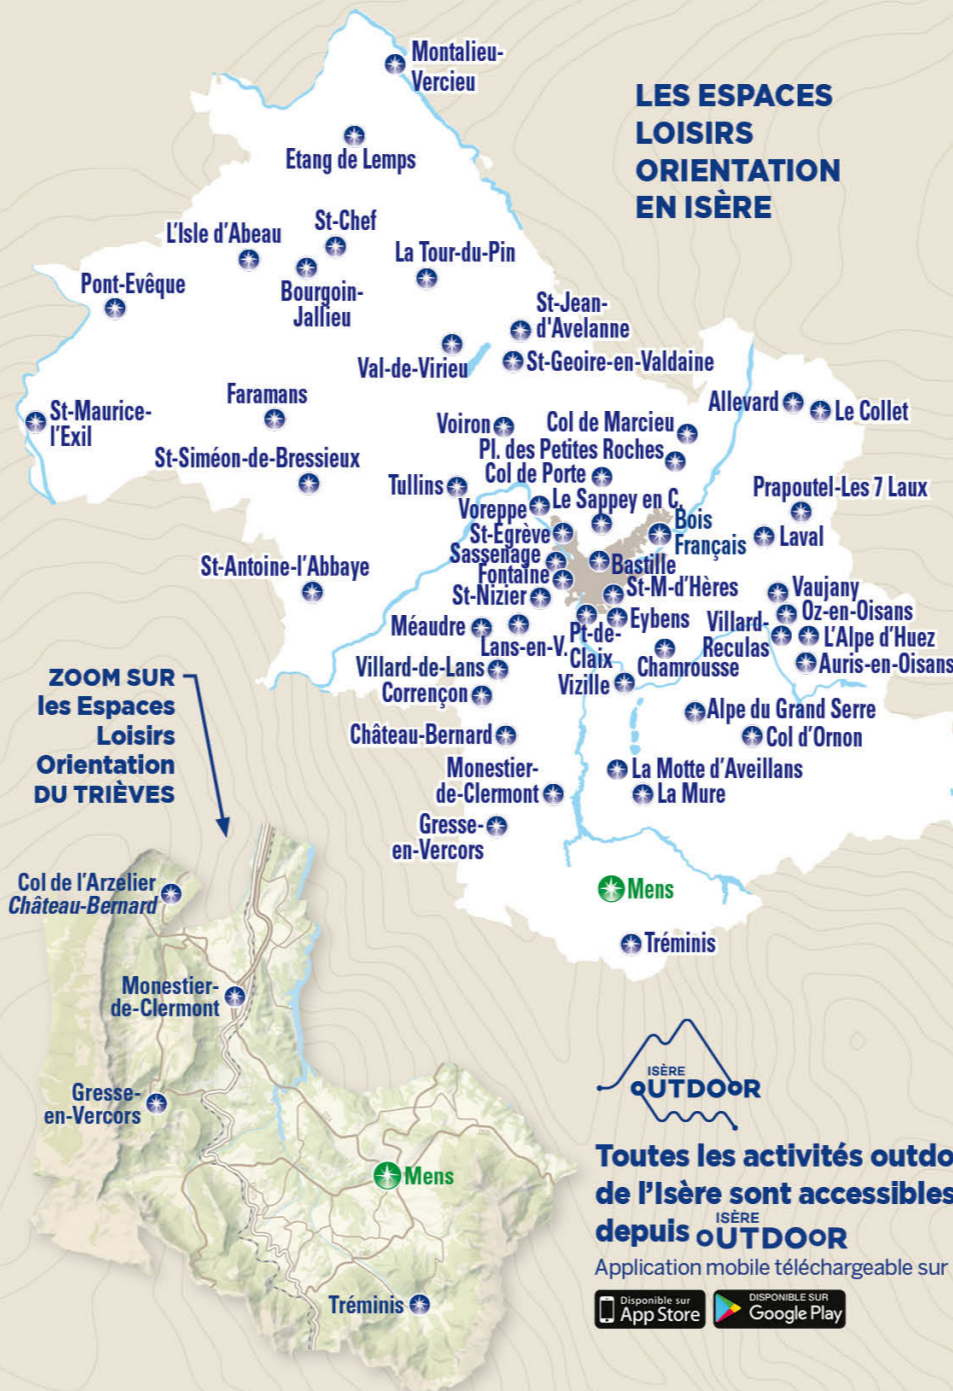 Montalieu-
Vercieu
LES ESPACES
LOISIRS
ORIENTATION
EN ISÈRE
Etang de Lemps
St-Chef
L'Isle d'Abeau
La Tour-du-Pin
Pont-Evêque
Bourgoin-
Jallieu
St-Jean-
d'Avelanne
Val-de-Virieu
St-Geoire-en-Valdaine
Faramans
Allevard
Le Collet
St-Maurice-
l'Exil
Voiron
Col de Marcieu
St-Siméon-de-Bressieux
Pl. des Petites Roches
Col de Porte
Tullins
Prapoutel-Les 7 Laux
Voreppe
Le Sappey en C.
St-Egrève
Bois
Français
Laval
Sassenage
Bastille
St-Antoine-l'Abbaye
Fontaine
St-Nizier
St-M-d'Hères
Vaujany
Oz-en-Oisans
Méaudre
Lans-en-V.
Pt-de-
Claix
Eybens
Villard-
Reculas
L'Alpe d'Huez
Chamrousse
Auris-en-Oisans
Villard-de-Lans
Corrençon
Vizille
Alpe du Grand Serre
Château-Bernard
Col d'Ornon
Monestier-
de-Clermont
La Motte d'Aveillans
La Mure
Gresse-
en-Vercors
Mens
Tréminis
ZOOM SUR
les Espaces
Loisirs
Orientation
DU TRIÈVES
Col de l'Arzelier
Château-Bernard
Monestier-
de-Clermont
Gresse-
en-Vercors
Mens
Tréminis
ISÈRE
OUTDOOR
Toutes les activités outdo
de l'Isère sont accessibles
depuis ISÈRE OUTDOOR
Application mobile téléchargeable sur
Disponible sur
App Store
DISPONIBLE SUR
Google Play